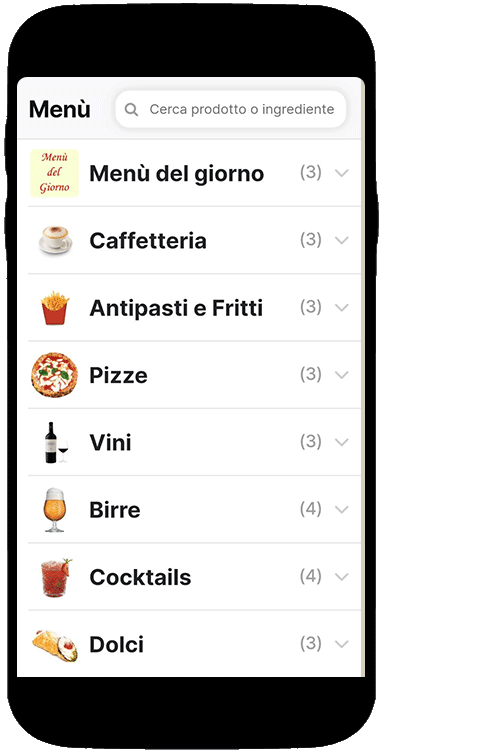 Menù
Cerca prodotto o ingrediente
Menù
del
Giorno
Menù del giorno (3)
Caffetteria (3)
Antipasti e Fritti (3)
Pizze (3)
Vini (3)
Birre (4)
Cocktails (4)
Dolci (3)